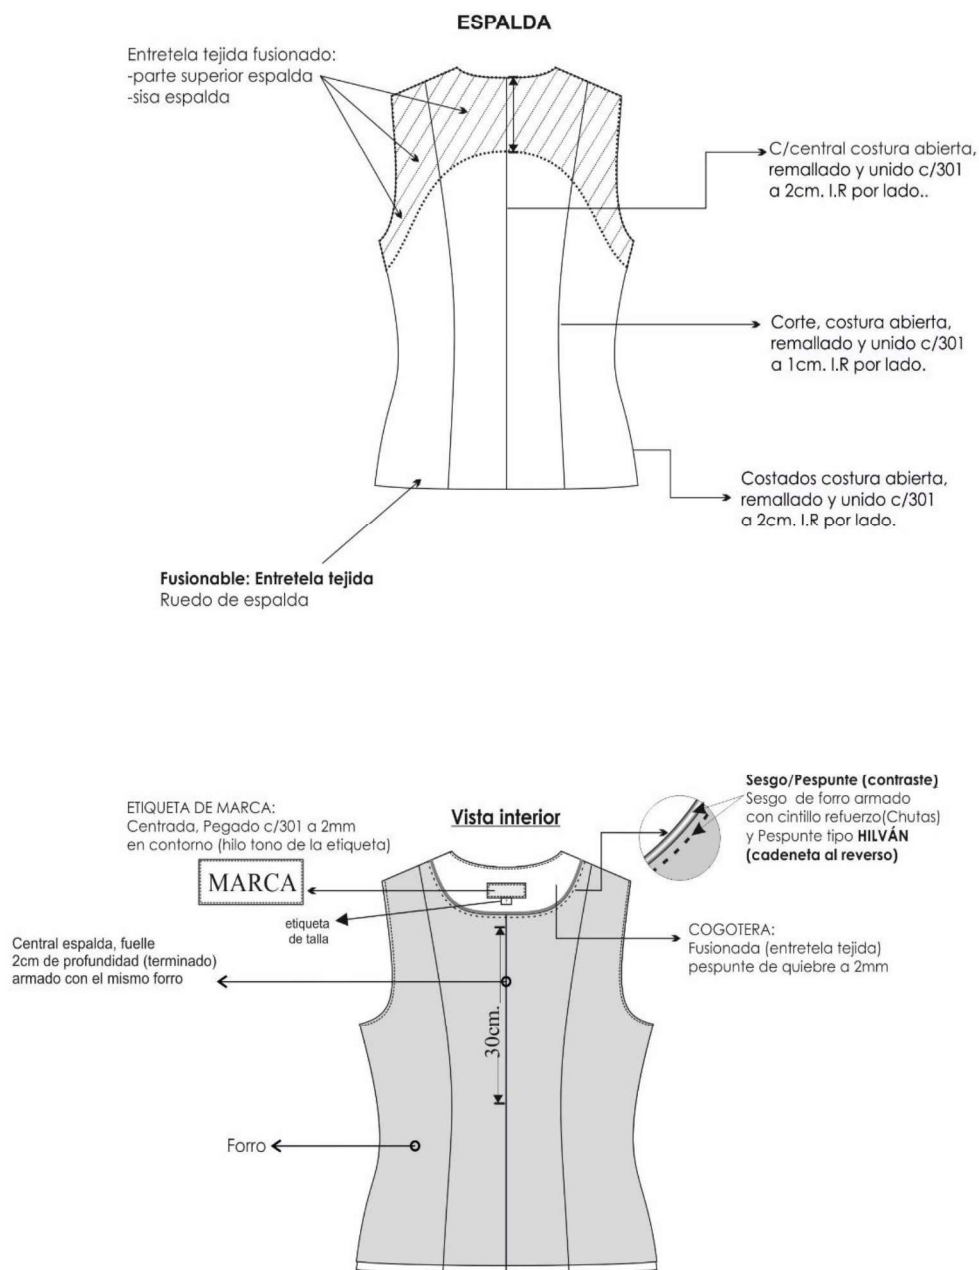 ESPALDA
Entretela tejida fusionado:
-parte superior espalda
-sisa espalda
C/central costura abierta,
remallado y unido c/301
a 2cm. I.R por lado..
Corte, costura abierta,
remallado y unido c/301
a 1cm. I.R por lado.
Costados costura abierta,
remallado y unido c/301
a 2cm. I.R por lado.
Fusionable: Entretela tejida
Ruedo de espalda
Vista interior
Sesgo/Pespunte (contraste)
Sesgo de forro armado
con cintillo refuerzo(Chutas)
y Pespunte tipo HILVÁN
(cadeneta al reverso)
ETIQUETA DE MARCA:
Centrada, Pegado c/301 a 2mm
en contorno (hilo tono de la etiqueta)
MARCA
etiqueta
de talla
COGOTERA:
Fusionada (entretela tejida)
pespunte de quiebre a 2mm
Central espalda, fuelle
2cm de profundidad (terminado)
armado con el mismo forro
30cm.
Forro